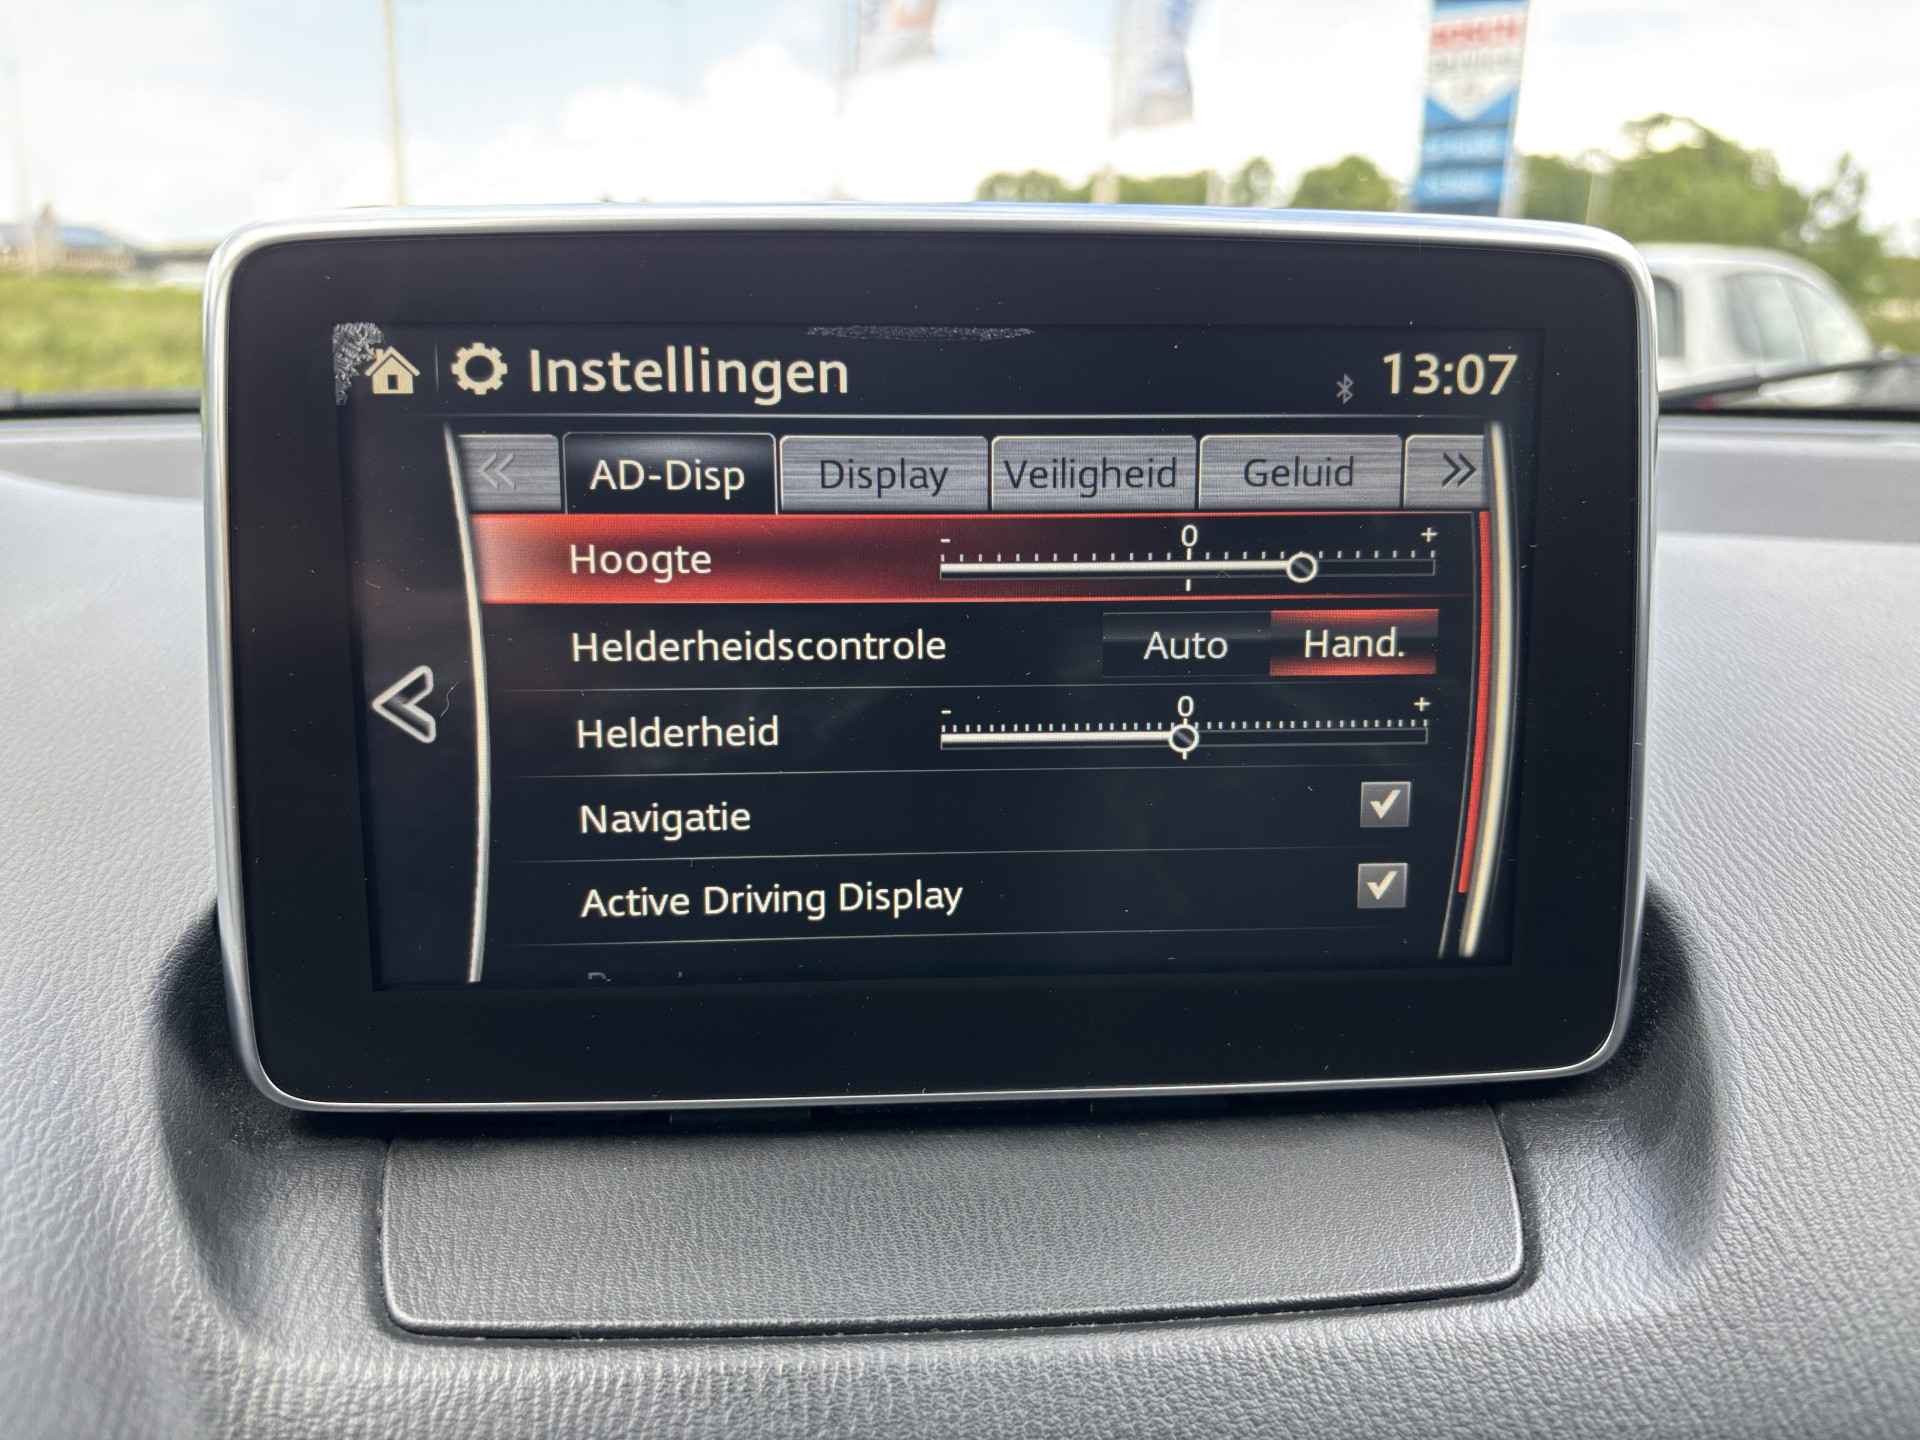 Instellingen 13:07
AD-Disp Display Veiligheid Geluid
Hoogte - 0 +
Helderheidscontrole Auto Hand.
Helderheid - 0 +
Navigatie
Active Driving Display